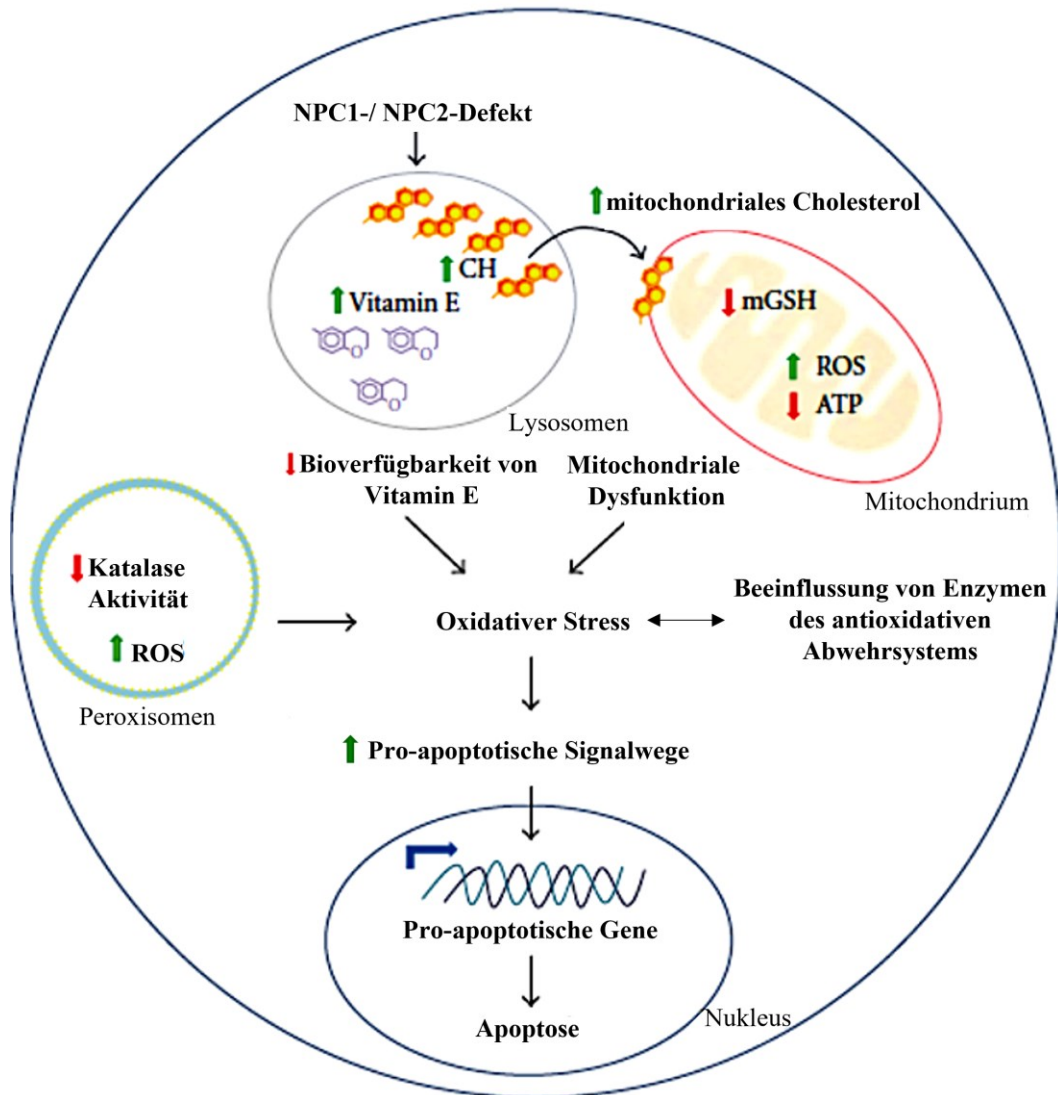 NPC1-/ NPC2-Defekt
mitochondriales Cholesterol
CH
Vitamin E
O
O
O
Lysosomen
mGSH
ROS
ATP
Mitochondrium
Bioverfügbarkeit von
Vitamin E
Mitochondriale
Dysfunktion
Katalase
Aktivität
ROS
Peroxisomen
Oxidativer Stress
Beeinflussung von Enzymen
des antioxidativen
Abwehrsystems
Pro-apoptotische Signalwege
Pro-apoptotische Gene
Apoptose
Nukleus